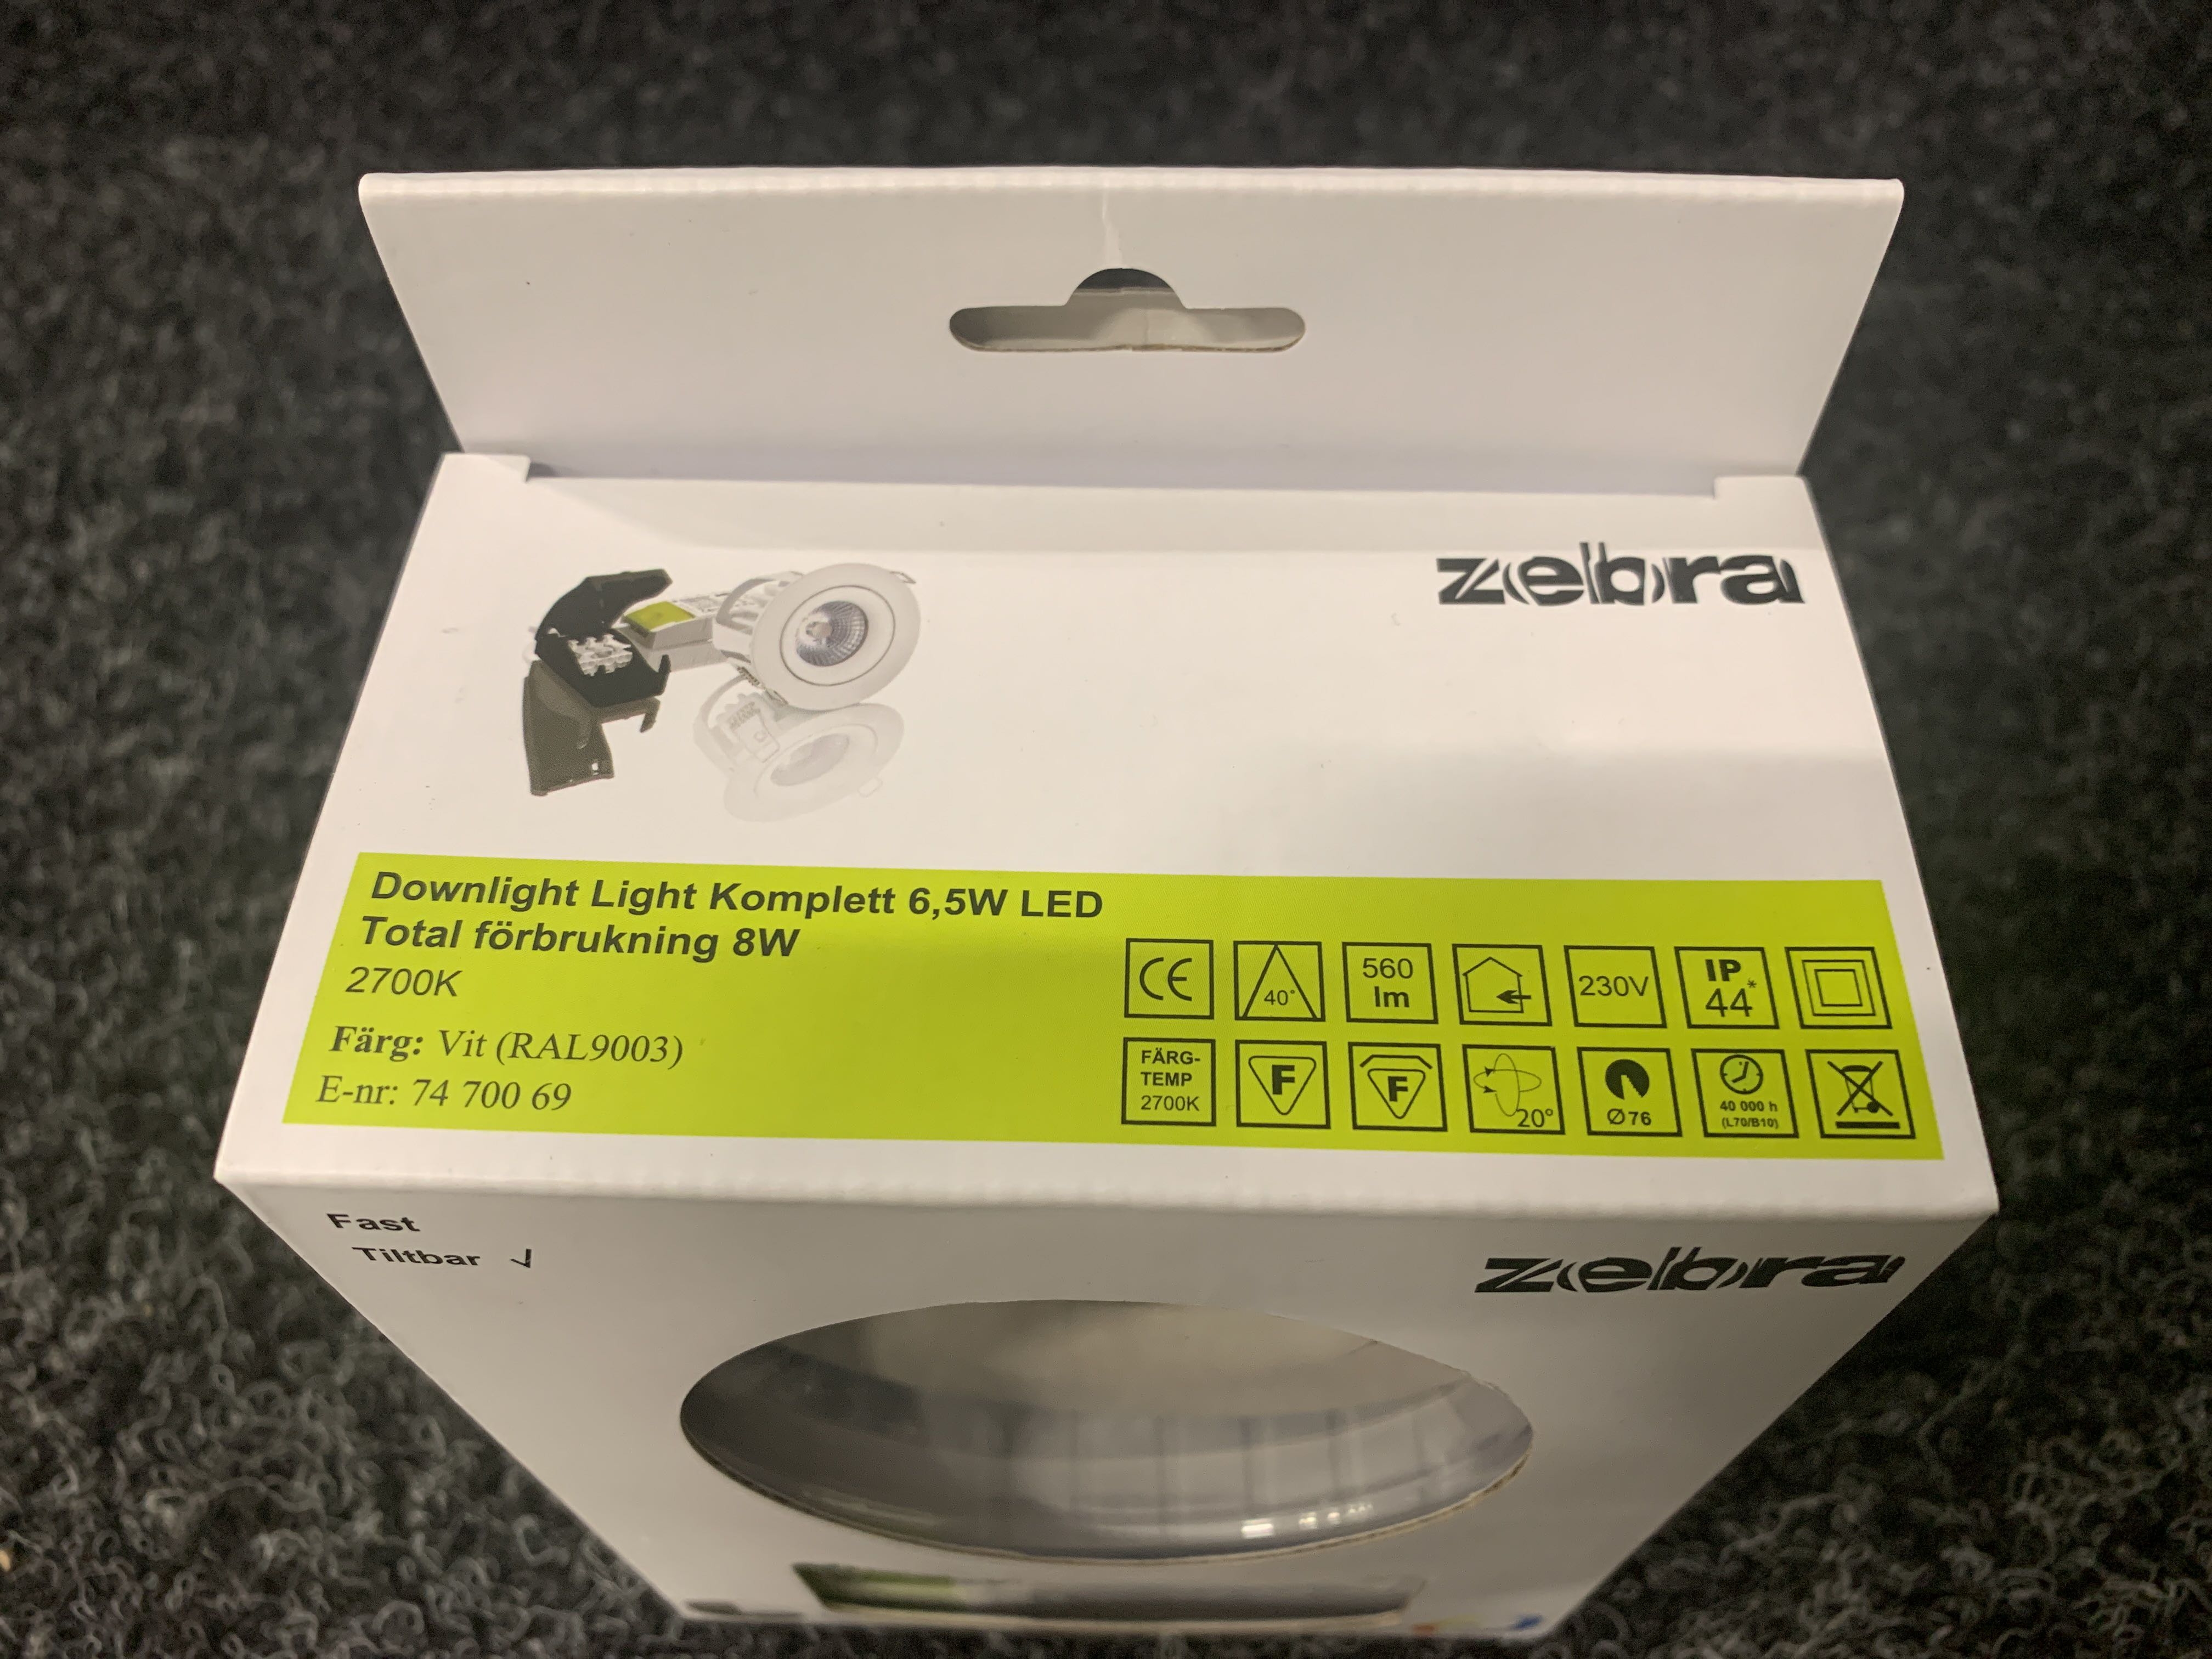 zebra
Downlight Light Komplett 6,5W LED
Total förbrukning 8W
2700K
Färg: Vit (RAL9003)
E-nr: 74 700 69
CE
40°
560
lm
230V
IP
44*
FÄRG-
TEMP
2700K
F
F
20°
Ø76
40 000 h
(L70/B10)
Fast
Tiltbar √
zebra